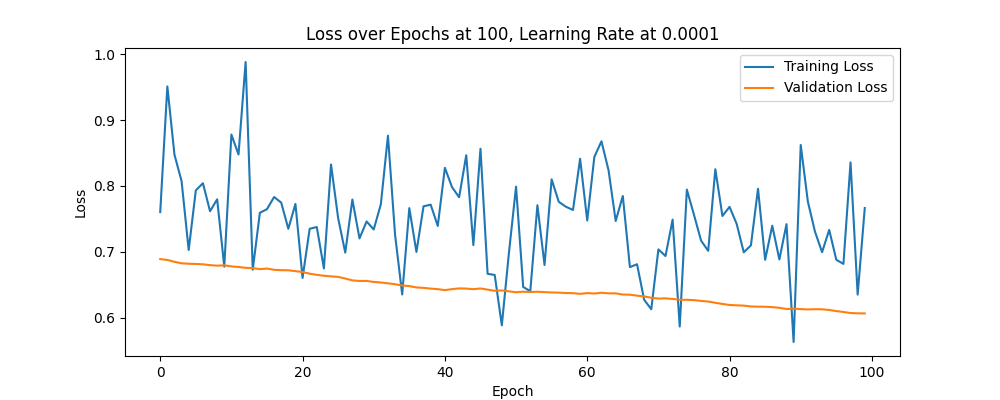 Loss over Epochs at 100, Learning Rate at 0.0001
Training Loss
Validation Loss
Loss
1.0
0.9
0.8
0.7
0.6
0 20 40 60 80 100
Epoch